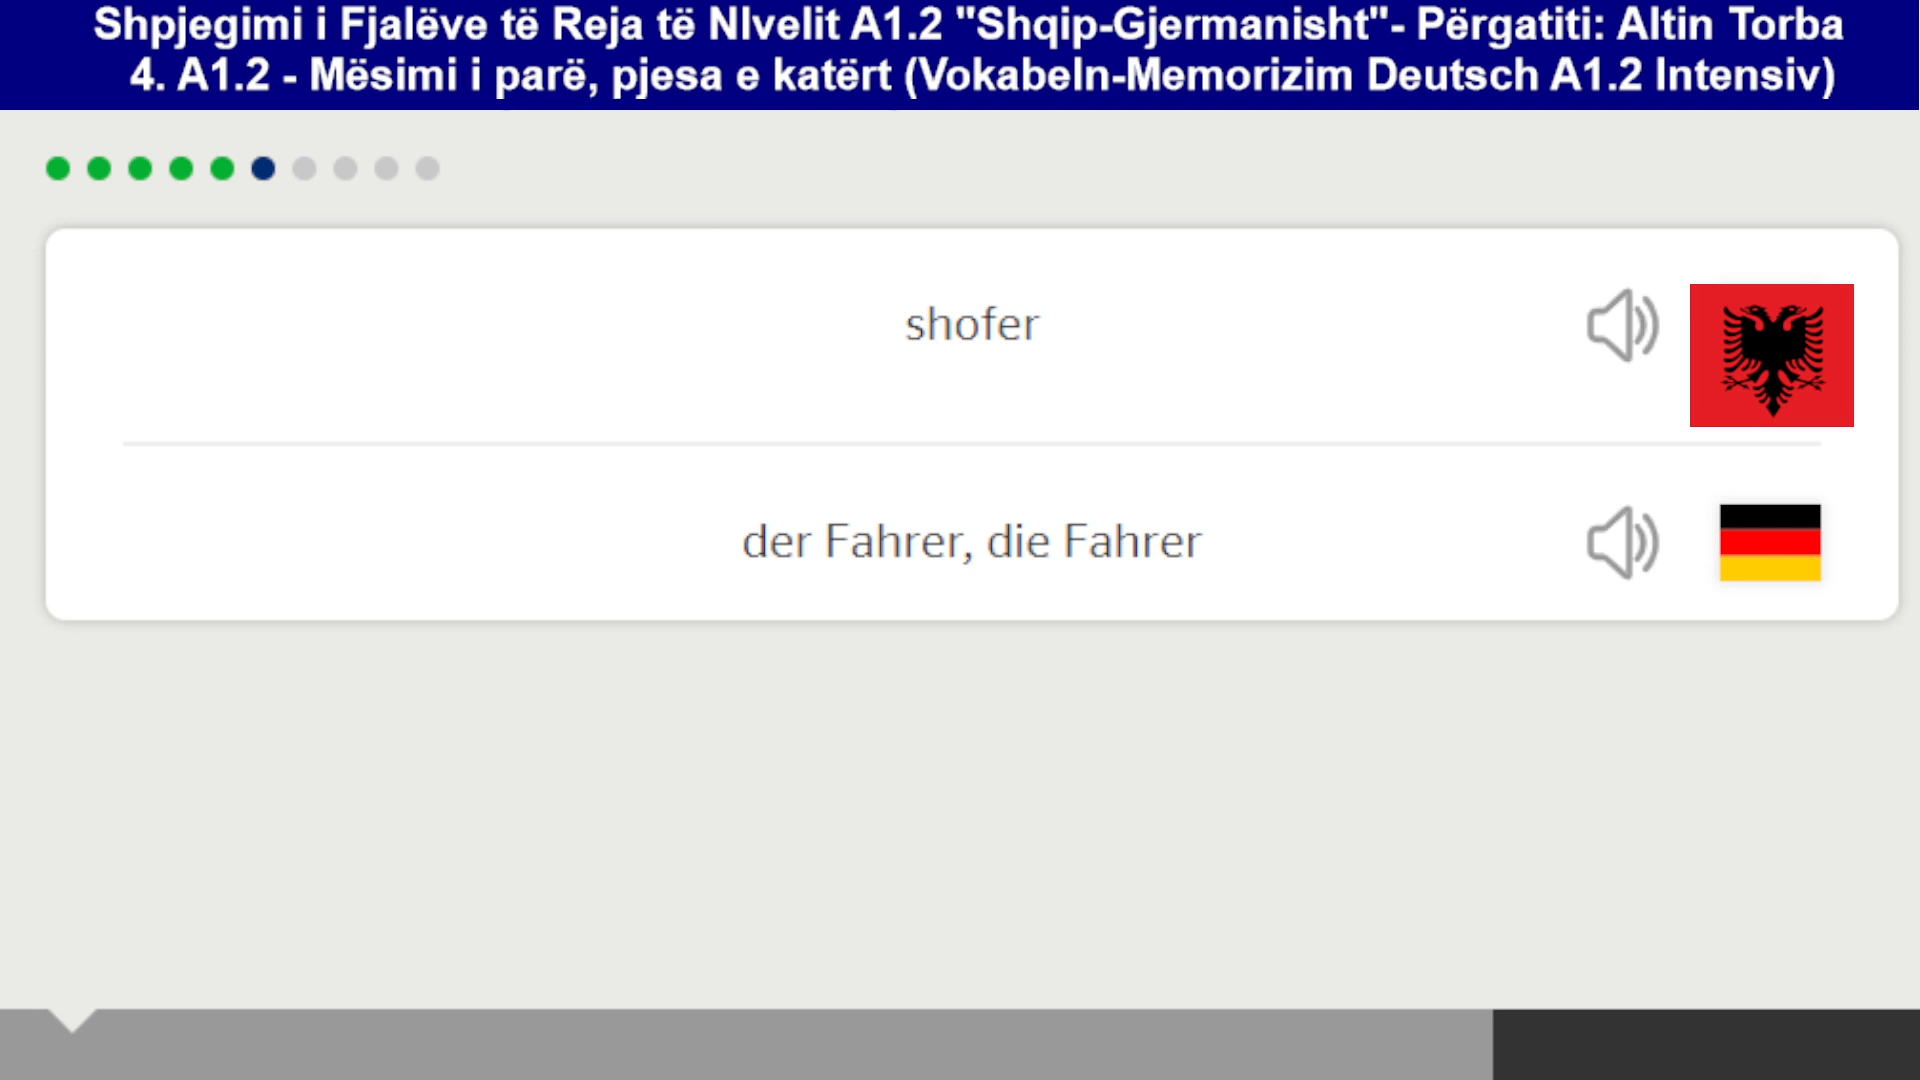 Shpjegimi i Fjalëve të Reja të NIvelit A1.2 "Shqip-Gjermanisht"- Përgatiti: Altin Torba
4. A1.2 - Mësimi i parë, pjesa e katërt (Vokabeln-Memorizim Deutsch A1.2 Intensiv)
shofer
der Fahrer, die Fahrer